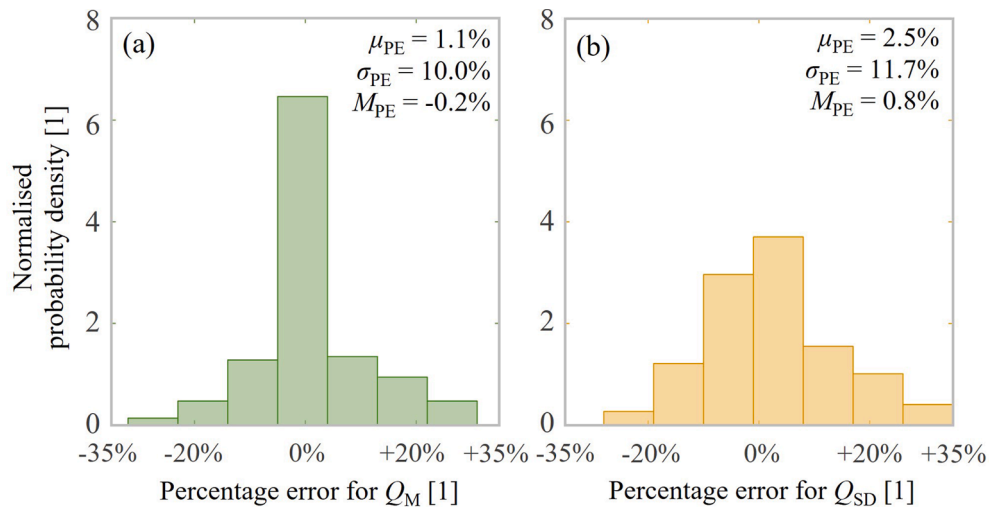 (a)
μPE = 1.1%
σPE = 10.0%
MPE = -0.2%
8
6
4
2
0
Normalised
probability density [1]
-35%
-20%
0%
+20%
+35%
Percentage error for QM [1]
(b)
μPE = 2.5%
σPE = 11.7%
MPE = 0.8%
8
6
4
2
0
-35%
-20%
0%
+20%
+35%
Percentage error for QSD [1]